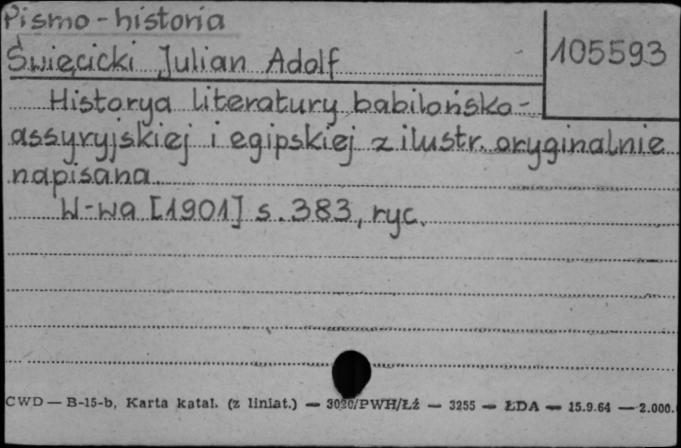 Pismo-historia
105593
Święcicki Julian Adolf
Historya literatury babilońsko-
assyryjskiej i egipskiej z ilustr. oryginalnie
napisana
W-wa [1901] s. 383, ryc.
CWD — B-15-b, Karta katal. (z liniat.) — 3020/PWH/Łź — 3255 — ŁDA — 15.9.64 — 2.000.